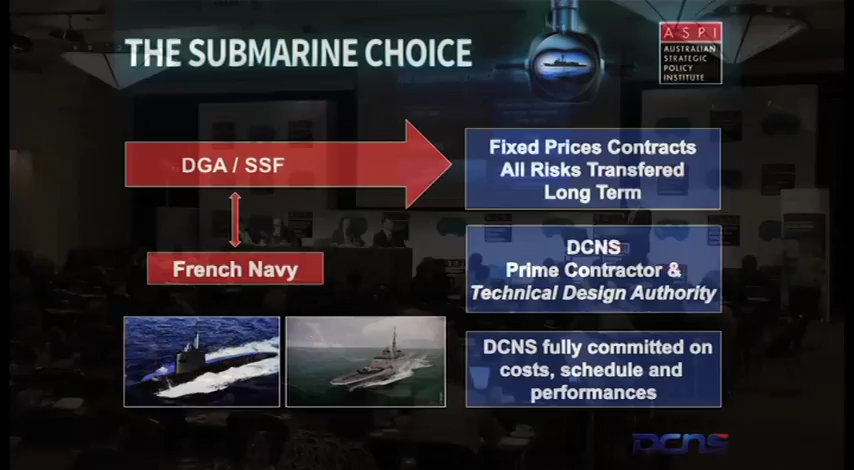 THE SUBMARINE CHOICE
ASPI
AUSTRALIAN
STRATEGIC
POLICY
INSTITUTE
DGA / SSF
Fixed Prices Contracts
All Risks Transfered
Long Term
French Navy
DCNS
Prime Contractor &
Technical Design Authority
DCNS fully committed on
costs, schedule and
performances
DCNS